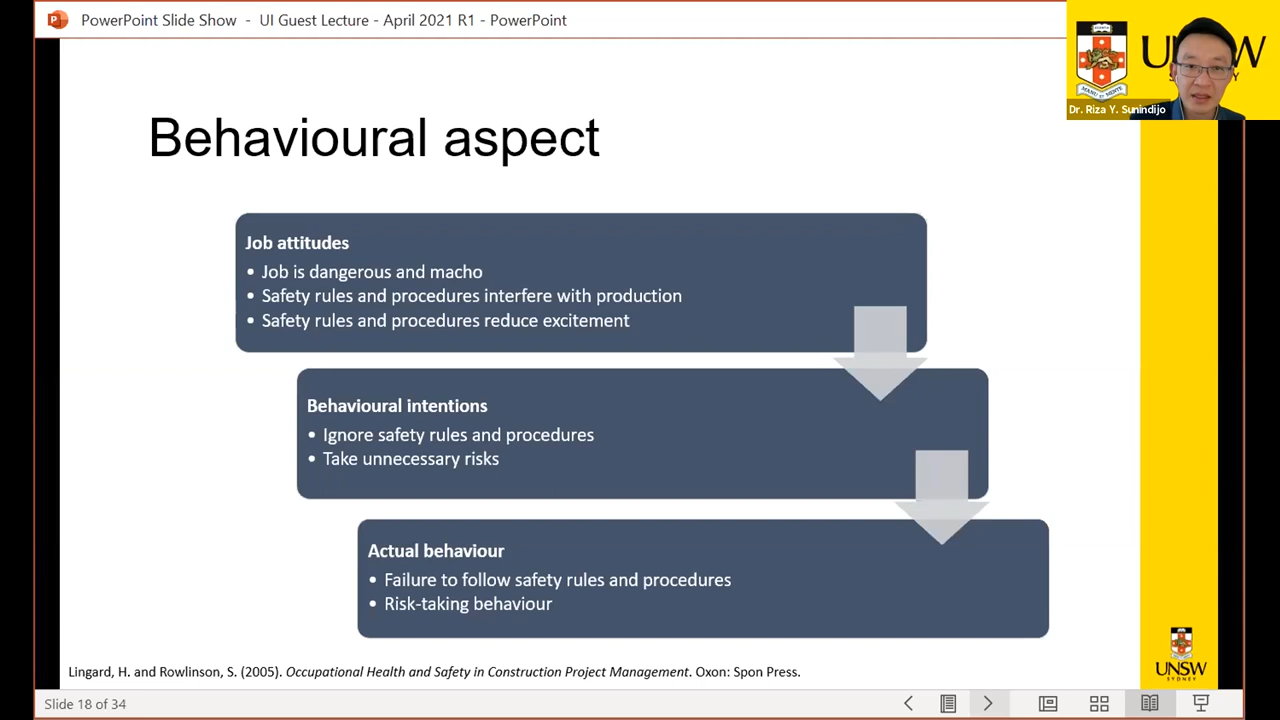 PowerPoint Slide Show - UI Guest Lecture - April 2021 R1 - PowerPoint
UNSW
Dr. Riza Y. Sunindijo
Behavioural aspect
Job attitudes
• Job is dangerous and macho
• Safety rules and procedures interfere with production
• Safety rules and procedures reduce excitement
Behavioural intentions
• Ignore safety rules and procedures
• Take unnecessary risks
Actual behaviour
• Failure to follow safety rules and procedures
• Risk-taking behaviour
Lingard, H. and Rowlinson, S. (2005). Occupational Health and Safety in Construction Project Management. Oxon: Spon Press.
UNSW
SYDNEY
Slide 18 of 34